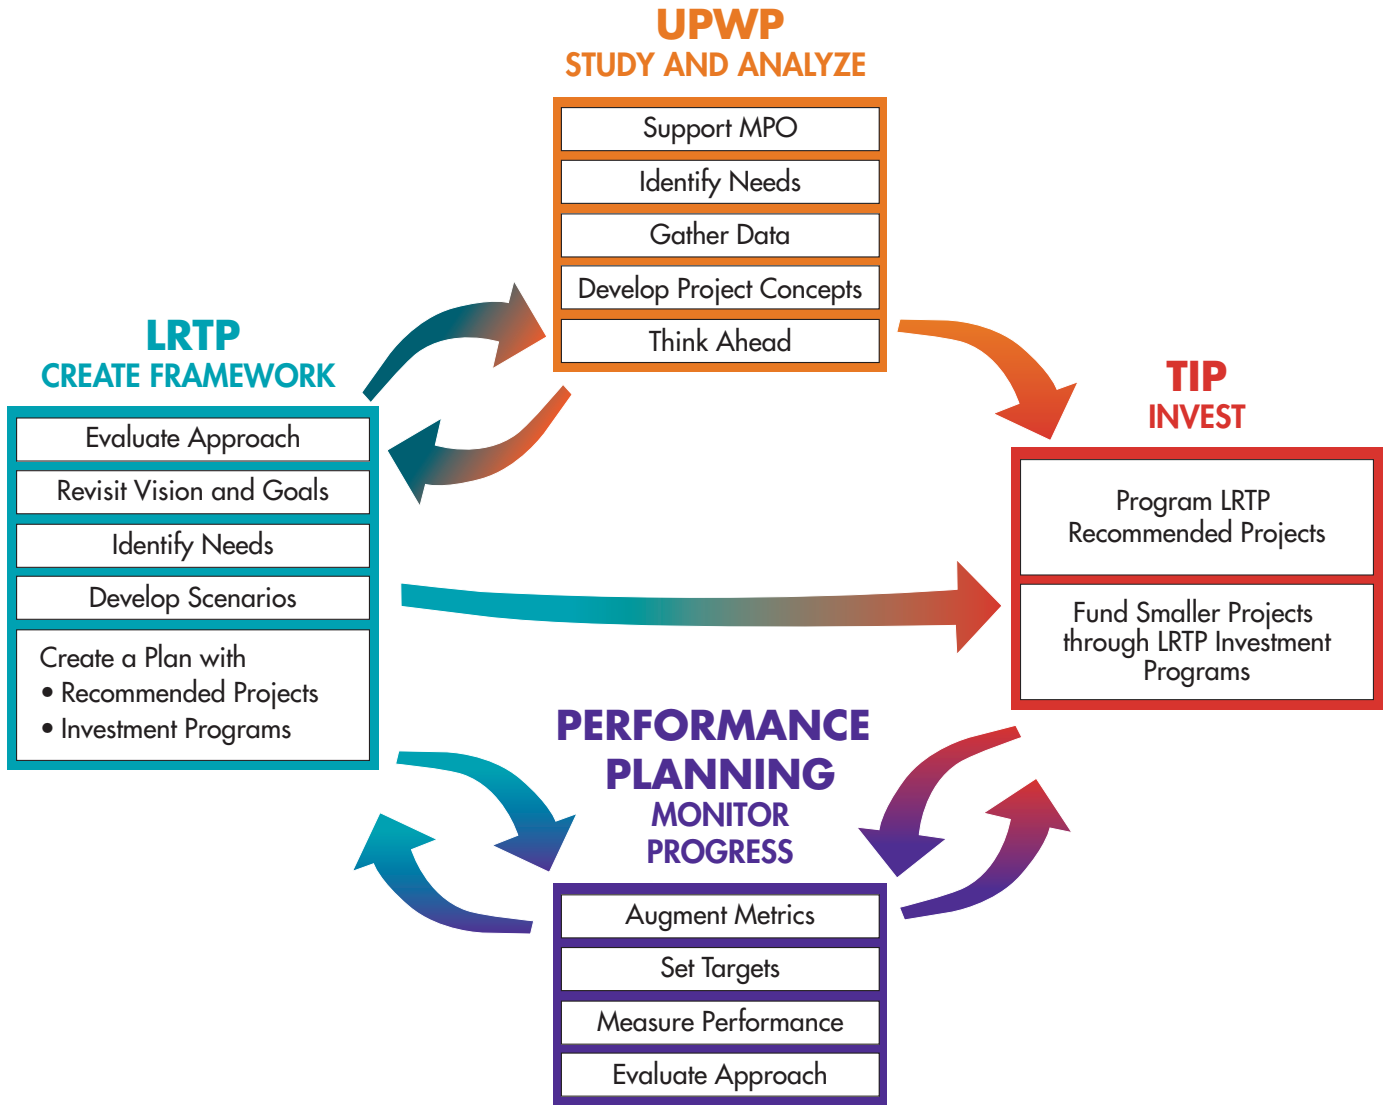 UPWP
STUDY AND ANALYZE
Support MPO
Identify Needs
Gather Data
Develop Project Concepts
Think Ahead
LRTP
CREATE FRAMEWORK
Evaluate Approach
Revisit Vision and Goals
Identify Needs
Develop Scenarios
Create a Plan with
• Recommended Projects
• Investment Programs
TIP
INVEST
Program LRTP
Recommended Projects
Fund Smaller Projects
through LRTP Investment
Programs
PERFORMANCE
PLANNING
MONITOR
PROGRESS
Augment Metrics
Set Targets
Measure Performance
Evaluate Approach